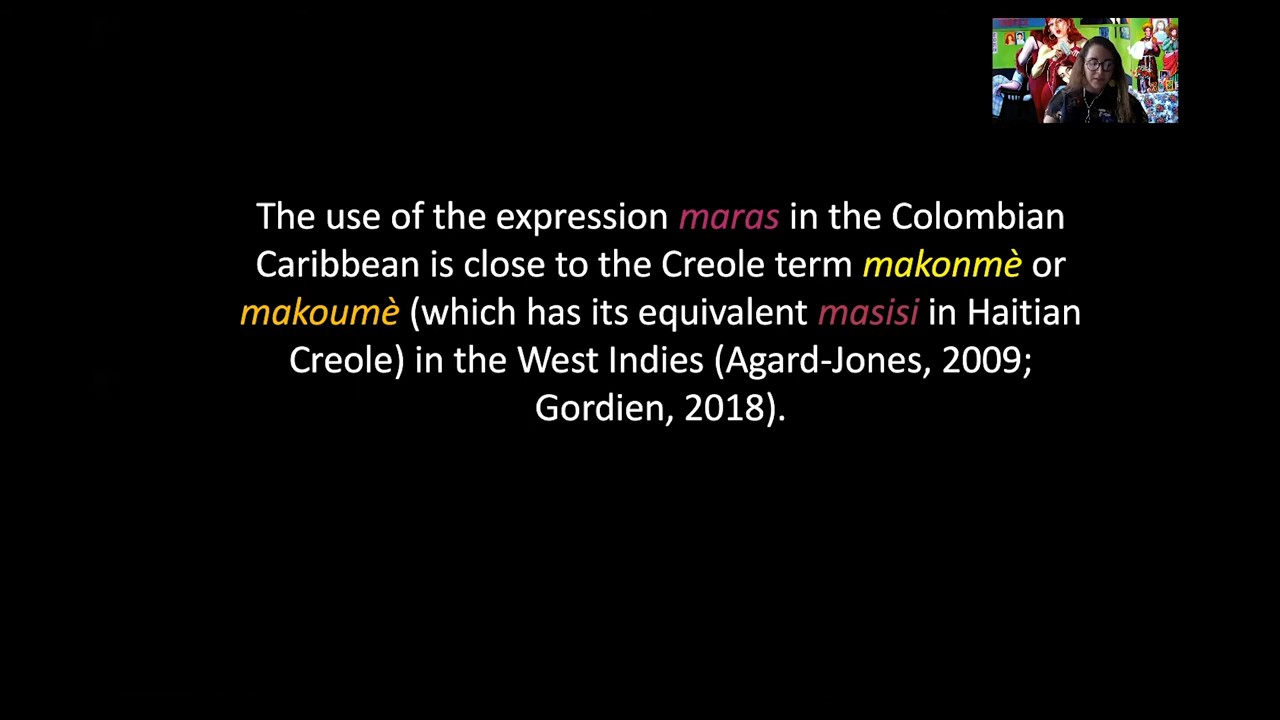 The use of the expression maras in the Colombian
Caribbean is close to the Creole term makonmè or
makoumè (which has its equivalent masisi in Haitian
Creole) in the West Indies (Agard-Jones, 2009;
Gordien, 2018).